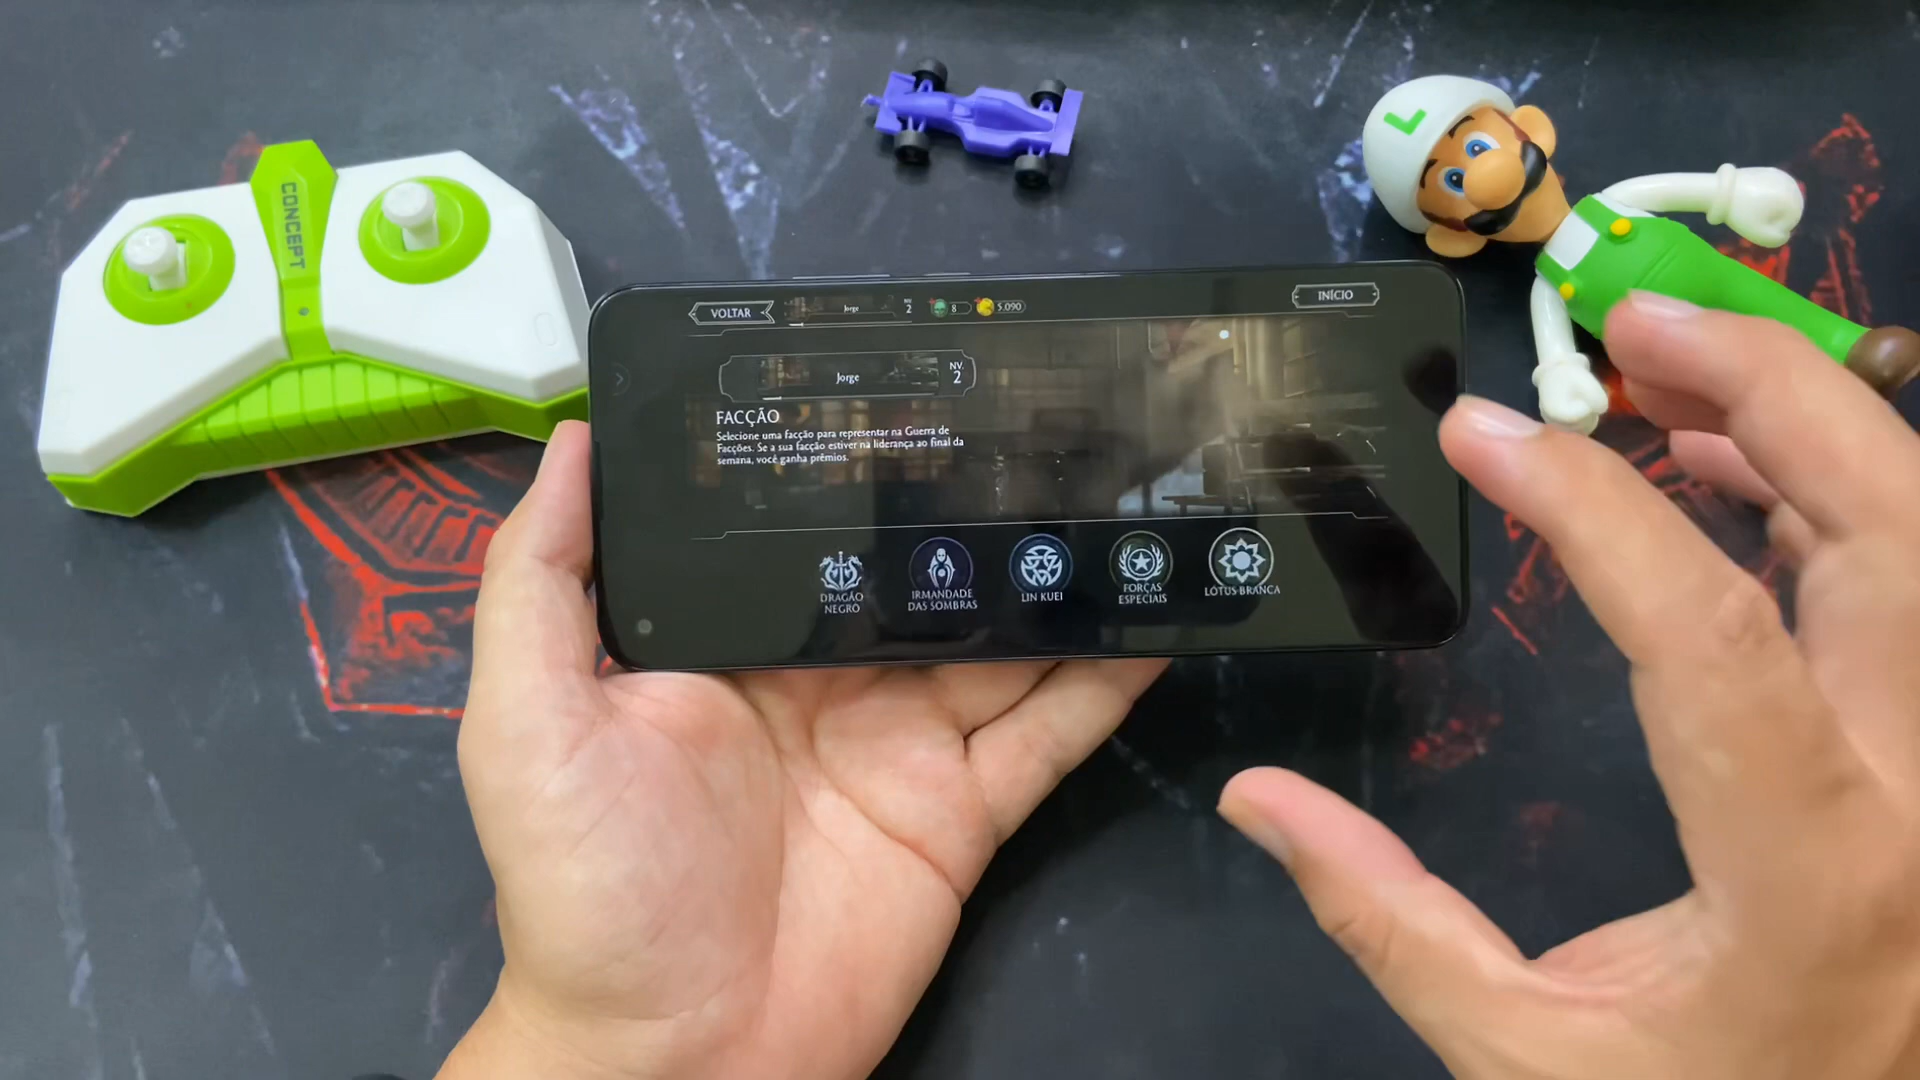 CONCEPT
L
VOLTAR
Jorge
NV. 2
8
5.090
INÍCIO
Jorge
NV.
2
FACÇÃO
Selecione uma facção para representar na Guerra de
Facções. Se a sua facção estiver na liderança ao final da
semana, você ganha prêmios.
DRAGÃO
NEGRO
IRMANDADE
DAS SOMBRAS
LIN KUEI
FORÇAS
ESPECIAIS
LÓTUS BRANCA